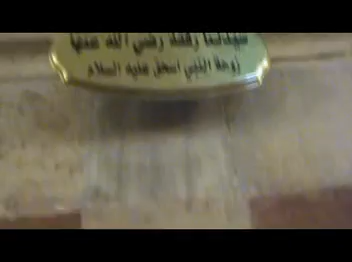 سيدتنا رفقة رضي الله عنها
زوجة النبي اسحق عليه السلام